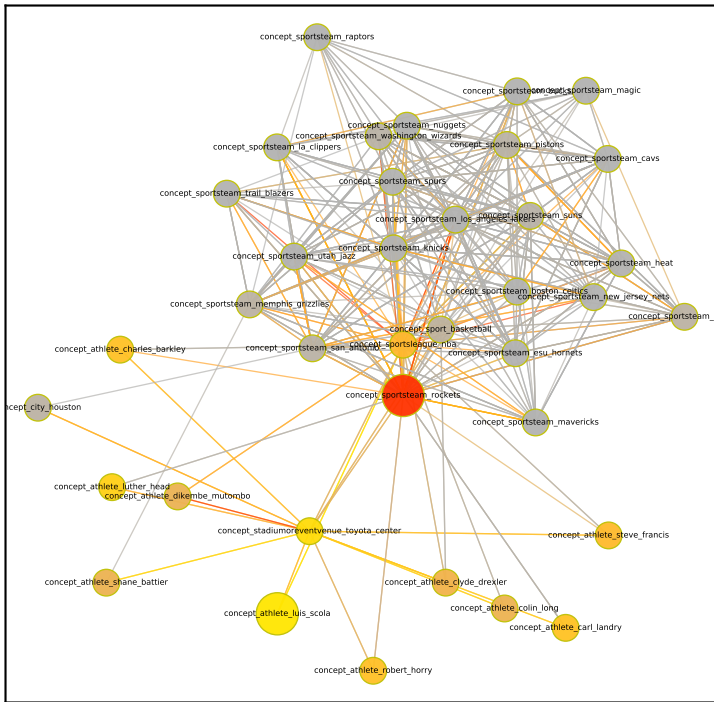 concept_sportsteam_raptors
concept_sportsteam_magic
concept_sportsteam_nuggets
concept_sportsteam_washington_wizards
concept_sportsteam_pistons
concept_sportsteam_la_clippers
concept_sportsteam_cavs
concept_sportsteam_spurs
concept_sportsteam_trail_blazers
concept_sportsteam_los_angeles_lakers
concept_sportsteam_suns
concept_sportsteam_knicks
concept_sportsteam_utah_jazz
concept_sportsteam_heat
concept_sportsteam_boston_celtics
concept_sportsteam_new_jersey_nets
concept_sportsteam_memphis_grizzlies
concept_sportsteam_
concept_sport_basketball
concept_sportsleague_nba
concept_sportsteam_san_antonio
concept_athlete_charles_barkley
concept_sportsteam_rockets
concept_city_houston
concept_sportsteam_mavericks
concept_athlete_luther_head
concept_athlete_dikembe_mutombo
concept_stadiumoreventvenue_toyota_center
concept_athlete_steve_francis
concept_athlete_shane_battier
concept_athlete_clyde_drexler
concept_athlete_colin_long
concept_athlete_luis_scola
concept_athlete_carl_landry
concept_athlete_robert_horry